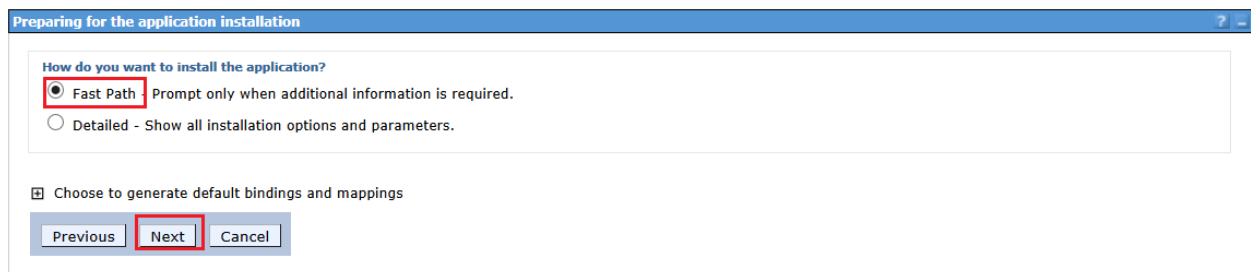 Preparing for the application installation ? –
How do you want to install the application?
Fast Path - Prompt only when additional information is required.
Detailed - Show all installation options and parameters.
Choose to generate default bindings and mappings
Previous Next Cancel